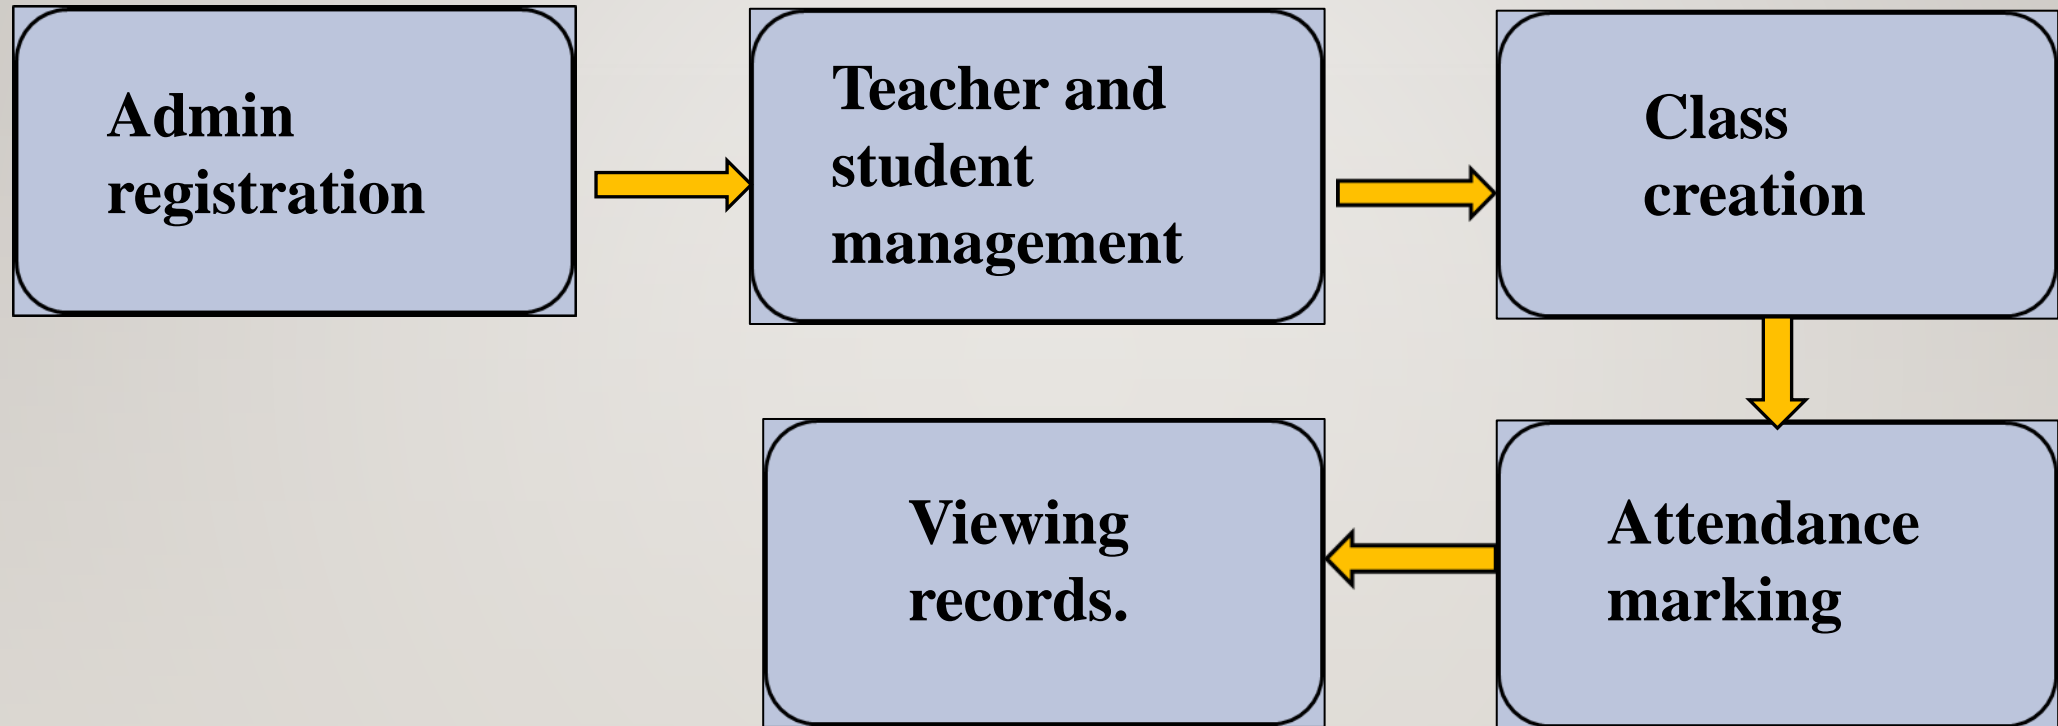 Admin
registration
Teacher and
student
management
Class
creation
Attendance
marking
Viewing
records.